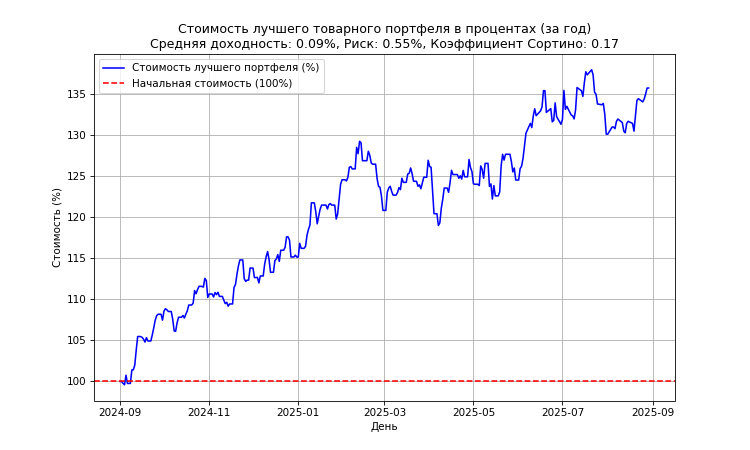 Стоимость лучшего товарного портфеля в процентах (за год)
Средняя доходность: 0.09%, Риск: 0.55%, Коэффициент Сортино: 0.17
Стоимость лучшего портфеля (%)
Начальная стоимость (100%)
Стоимость (%)
135
130
125
120
115
110
105
100
2024-09 2024-11 2025-01 2025-03 2025-05 2025-07 2025-09
День